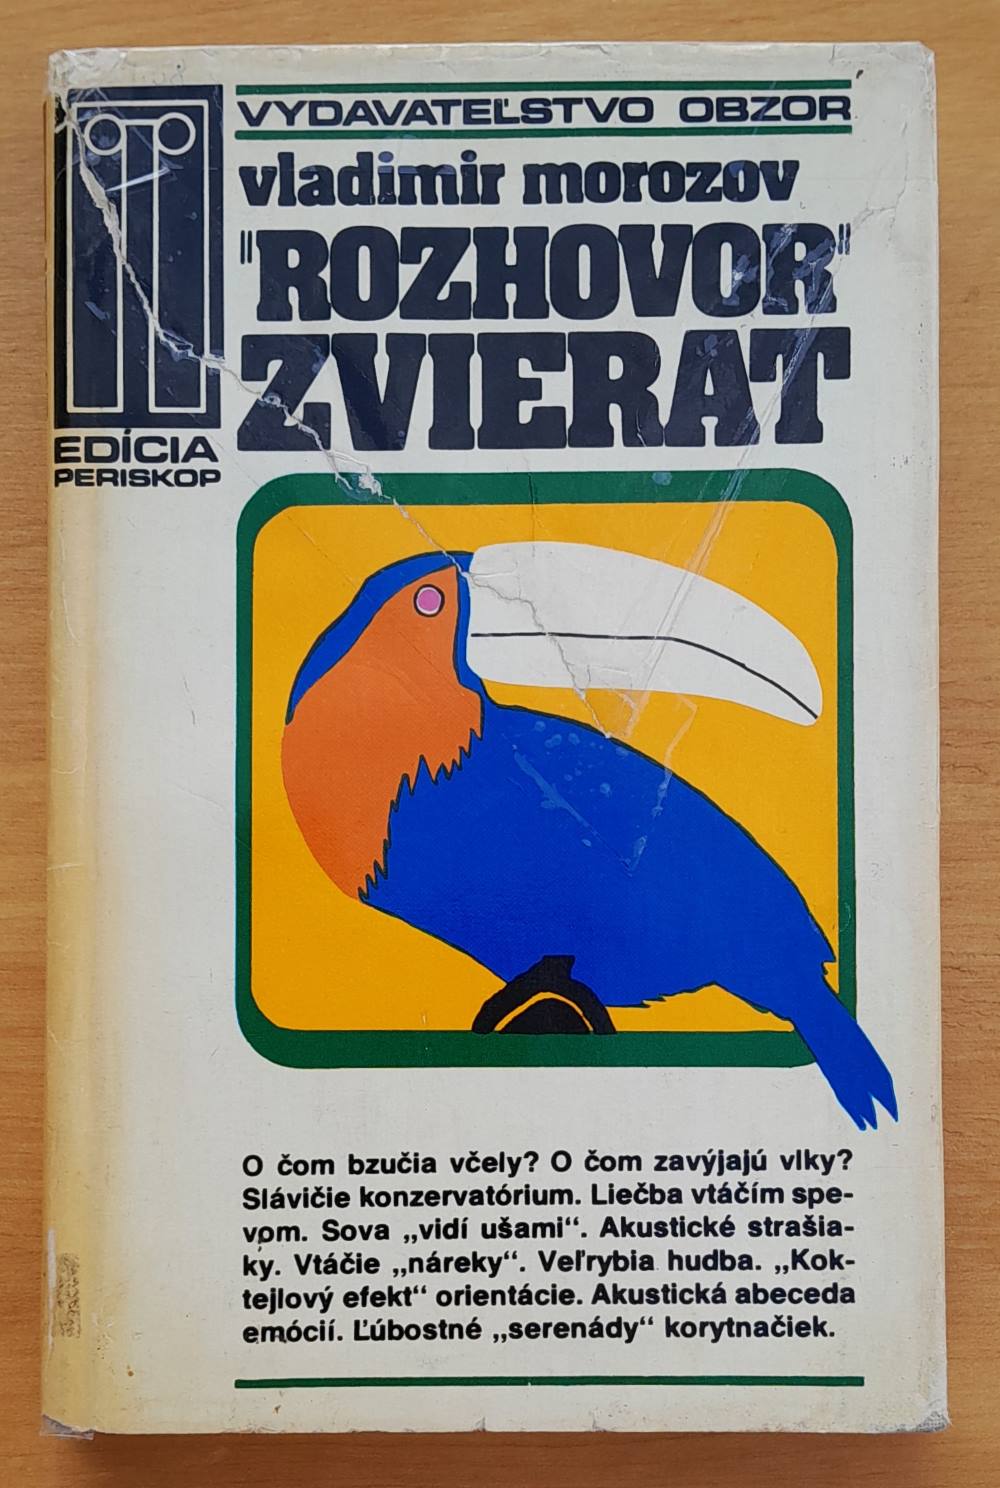 VYDAVATEĽSTVO OBZOR
vladimir morozov
"ROZHOVOR"
ZVIERAT
EDÍCIA
PERISKOP
O čom bzučia včely? O čom zavýjajú vlky?
Slávičie konzervatórium. Liečba vtáčím spe-
vom. Sova „vidí ušami“. Akustické strašia-
ky. Vtáčie „náreky“. Veľrybia hudba. „Kok-
tejlový efekt“ orientácie. Akustická abeceda
emócií. Ľúbostné „serenády“ korytnačiek.